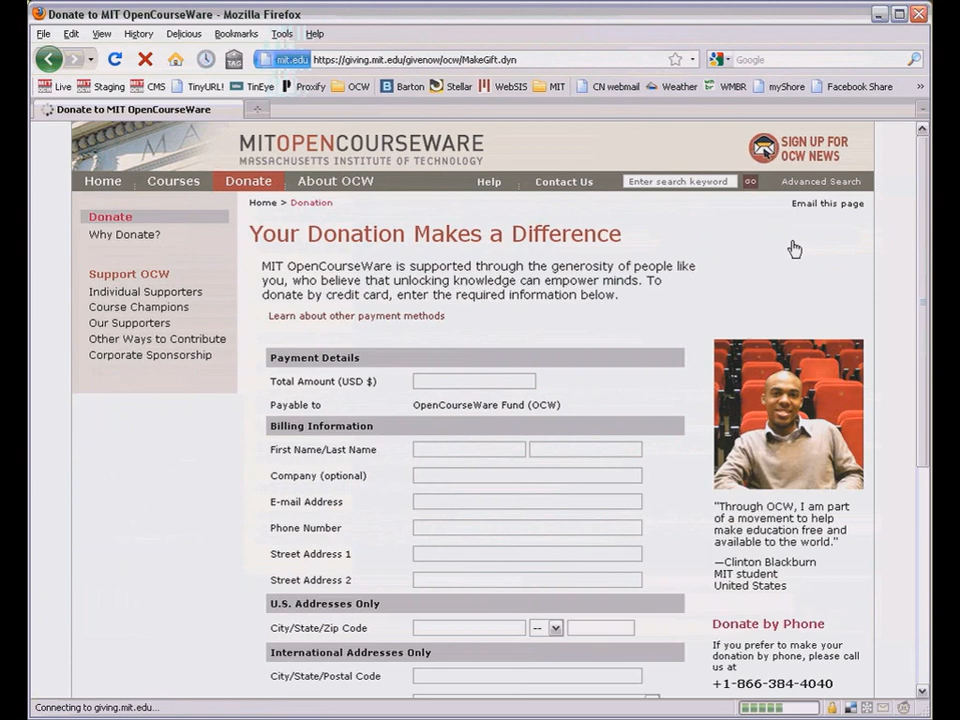 Donate to MIT OpenCourseWare - Mozilla Firefox
File Edit View History Delicious Bookmarks Tools Help
TAG mit.edu https://giving.mit.edu/givenow/ocw/MakeGift.dyn Google
Live Staging CMS TinyURL! TinEye Proxify OCW Barton Stellar WebSIS MIT CN webmail Weather WMBR myShore Facebook Share
Donate to MIT OpenCourseWare
MITOPENCOURSEWARE
MASSACHUSETTS INSTITUTE OF TECHNOLOGY
SIGN UP FOR
OCW NEWS
Home Courses Donate About OCW Help Contact Us Enter search keyword GO Advanced Search
Home > Donation
Email this page
Donate
Why Donate?
Support OCW
Individual Supporters
Course Champions
Our Supporters
Other Ways to Contribute
Corporate Sponsorship
Your Donation Makes a Difference
MIT OpenCourseWare is supported through the generosity of people like
you, who believe that unlocking knowledge can empower minds. To
donate by credit card, enter the required information below.
Learn about other payment methods
Payment Details
Total Amount (USD $)
Payable to OpenCourseWare Fund (OCW)
Billing Information
First Name/Last Name
Company (optional)
E-mail Address
Phone Number
Street Address 1
Street Address 2
U.S. Addresses Only
City/State/Zip Code --
International Addresses Only
City/State/Postal Code
"Through OCW, I am part
of a movement to help
make education free and
available to the world."
—Clinton Blackburn
MIT student
United States
Donate by Phone
If you prefer to make your
donation by phone, please call
us at
+1-866-384-4040
Connecting to giving.mit.edu...